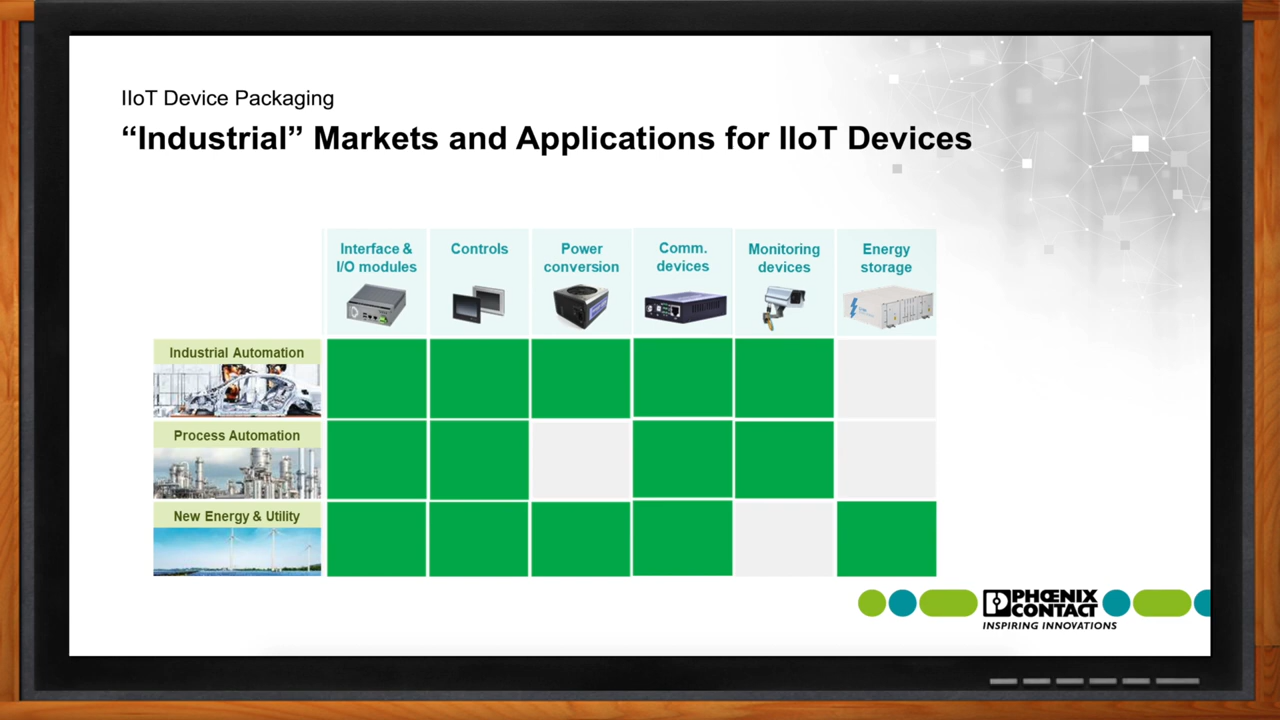 IIoT Device Packaging
“Industrial” Markets and Applications for IIoT Devices
Interface &
I/O modules
Controls
Power
conversion
Comm.
devices
Monitoring
devices
Energy
storage
Industrial Automation
Process Automation
New Energy & Utility
PHŒNIX
CONTACT
INSPIRING INNOVATIONS